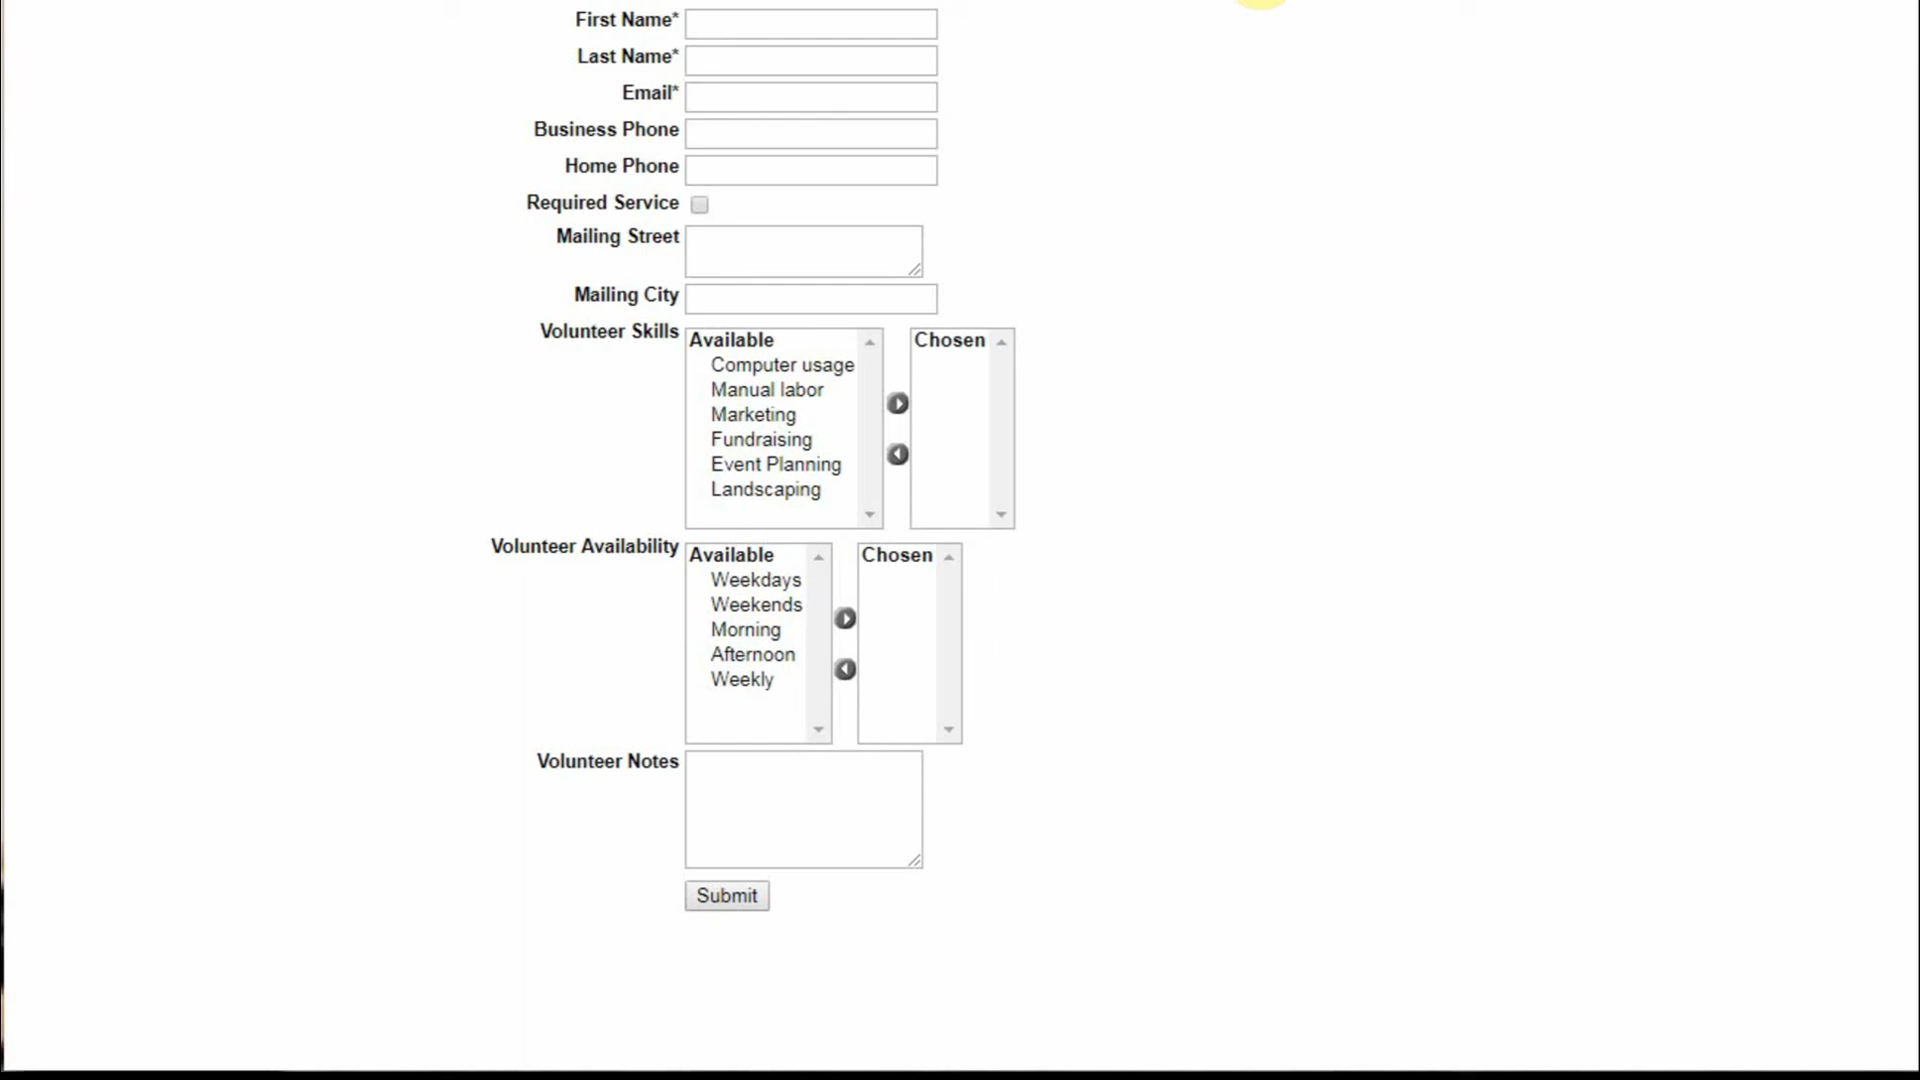 First Name*
Last Name*
Email*
Business Phone
Home Phone
Required Service
Mailing Street
Mailing City
Volunteer Skills
Available
Computer usage
Manual labor
Marketing
Fundraising
Event Planning
Landscaping
Chosen
Volunteer Availability
Available
Weekdays
Weekends
Morning
Afternoon
Weekly
Chosen
Volunteer Notes
Submit